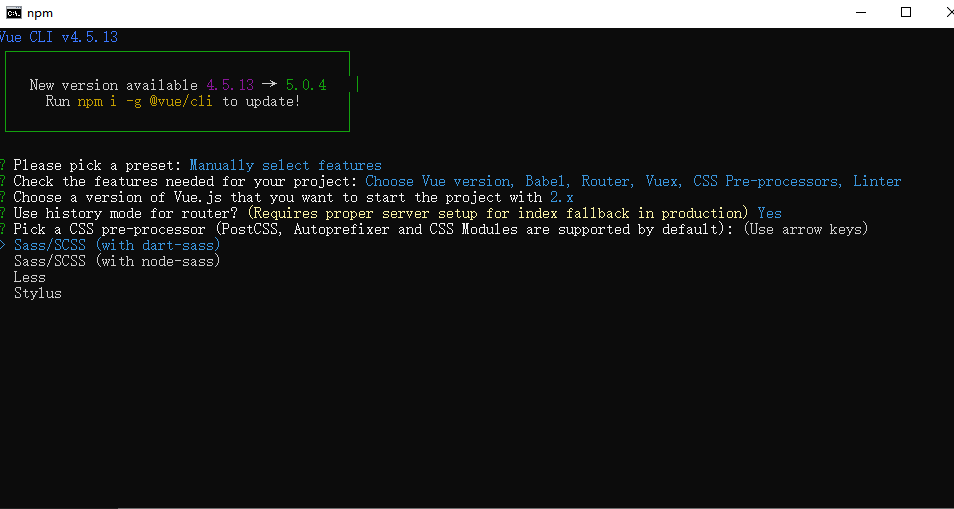 npm
Vue CLI v4.5.13
New version available 4.5.13 → 5.0.4
Run npm i -g @vue/cli to update!
? Please pick a preset: Manually select features
? Check the features needed for your project: Choose Vue version, Babel, Router, Vuex, CSS Pre-processors, Linter
? Choose a version of Vue.js that you want to start the project with 2.x
? Use history mode for router? (Requires proper server setup for index fallback in production) Yes
? Pick a CSS pre-processor (PostCSS, Autoprefixer and CSS Modules are supported by default): (Use arrow keys)
> Sass/SCSS (with dart-sass)
Sass/SCSS (with node-sass)
Less
Stylus